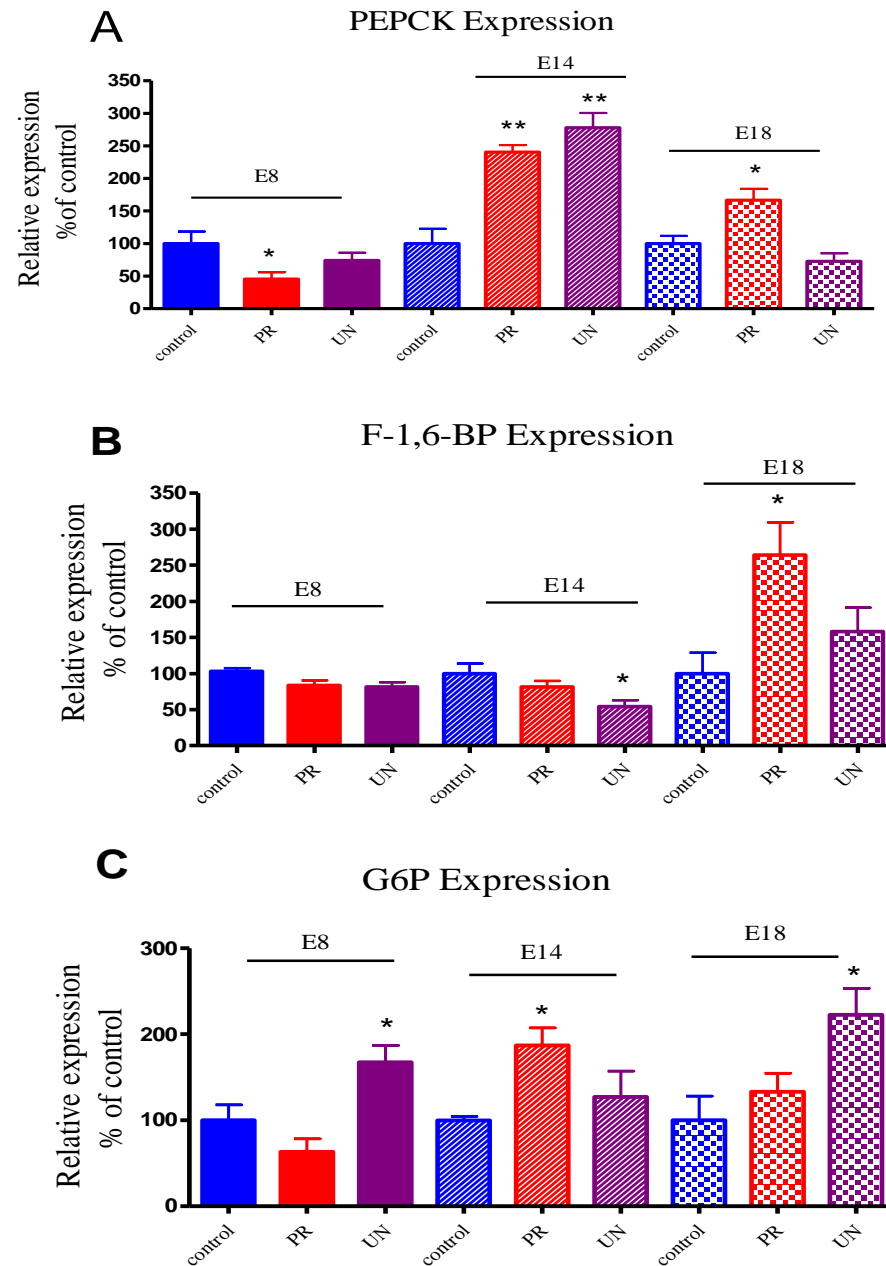 A
PEPCK Expression
E14
Relative expression
%of control
350
300
250
200
150
100
50
0
**
**
E18
*
E8
*
control
PR
UN
control
PR
UN
control
PR
UN
B
F-1,6-BP Expression
E18
Relative expression
% of control
350
300
250
200
150
100
50
0
*
E8
E14
*
control
PR
UN
control
PR
UN
control
PR
UN
C
G6P Expression
Relative expression
% of control
300
200
100
0
E8
E14
E18
*
*
*
control
PR
UN
control
PR
UN
control
PR
UN